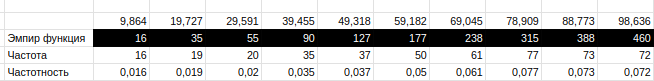 9,864 19,727 29,591 39,455 49,318 59,182 69,045 78,909 88,773 98,636
Эмпир функция 16 35 55 90 127 177 238 315 388 460
Частота 16 19 20 35 37 50 61 77 73 72
Частотность 0,016 0,019 0,02 0,035 0,037 0,05 0,061 0,077 0,073 0,072